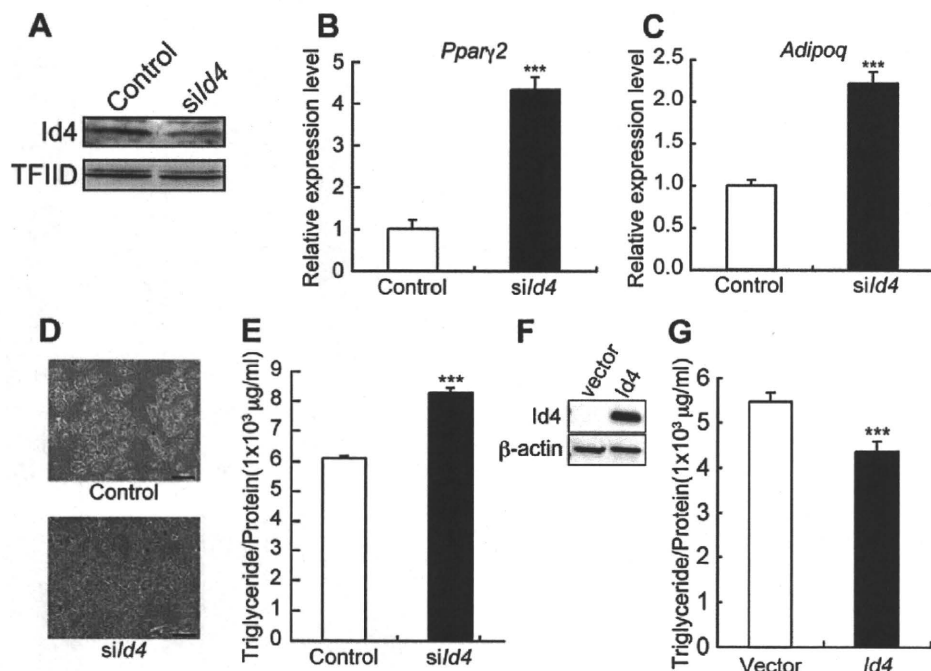 A
Control
siId4
Id4
TFIID
B
Pparγ2
Relative expression level
5
4
3
2
1
0
***
Control
siId4
C
Adipoq
Relative expression level
2.5
2.0
1.5
1.0
0.5
0.0
***
Control
siId4
D
Control
siId4
E
Triglyceride/Protein(1x10³ μg/ml)
9
8
7
6
5
4
3
2
1
0
***
Control
siId4
F
vector
Id4
Id4
β-actin
G
Triglyceride/Protein(1x10³ μg/ml)
6
5
4
3
2
1
0
***
Vector
Id4